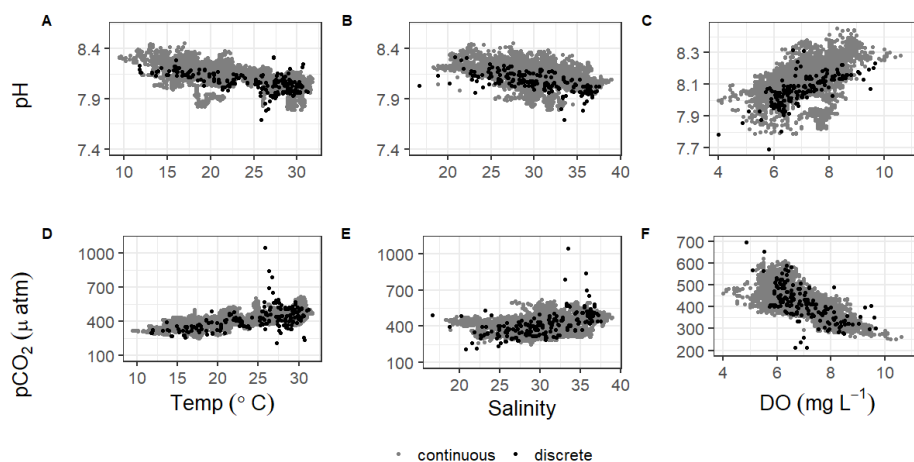 A B C
8.4 8.4 8.3
pH
7.9 7.9 8.1
7.9
7.4 7.4 7.7
10 15 20 25 30 20 25 30 35 40 4 6 8 10
D E F
1000 1000 700
600
700 700 500
pCO2 (μ atm)
400 400 400
300
100 100 200
10 15 20 25 30 20 25 30 35 40 4 6 8 10
Temp (° C) Salinity DO (mg L−1)
continuous discrete